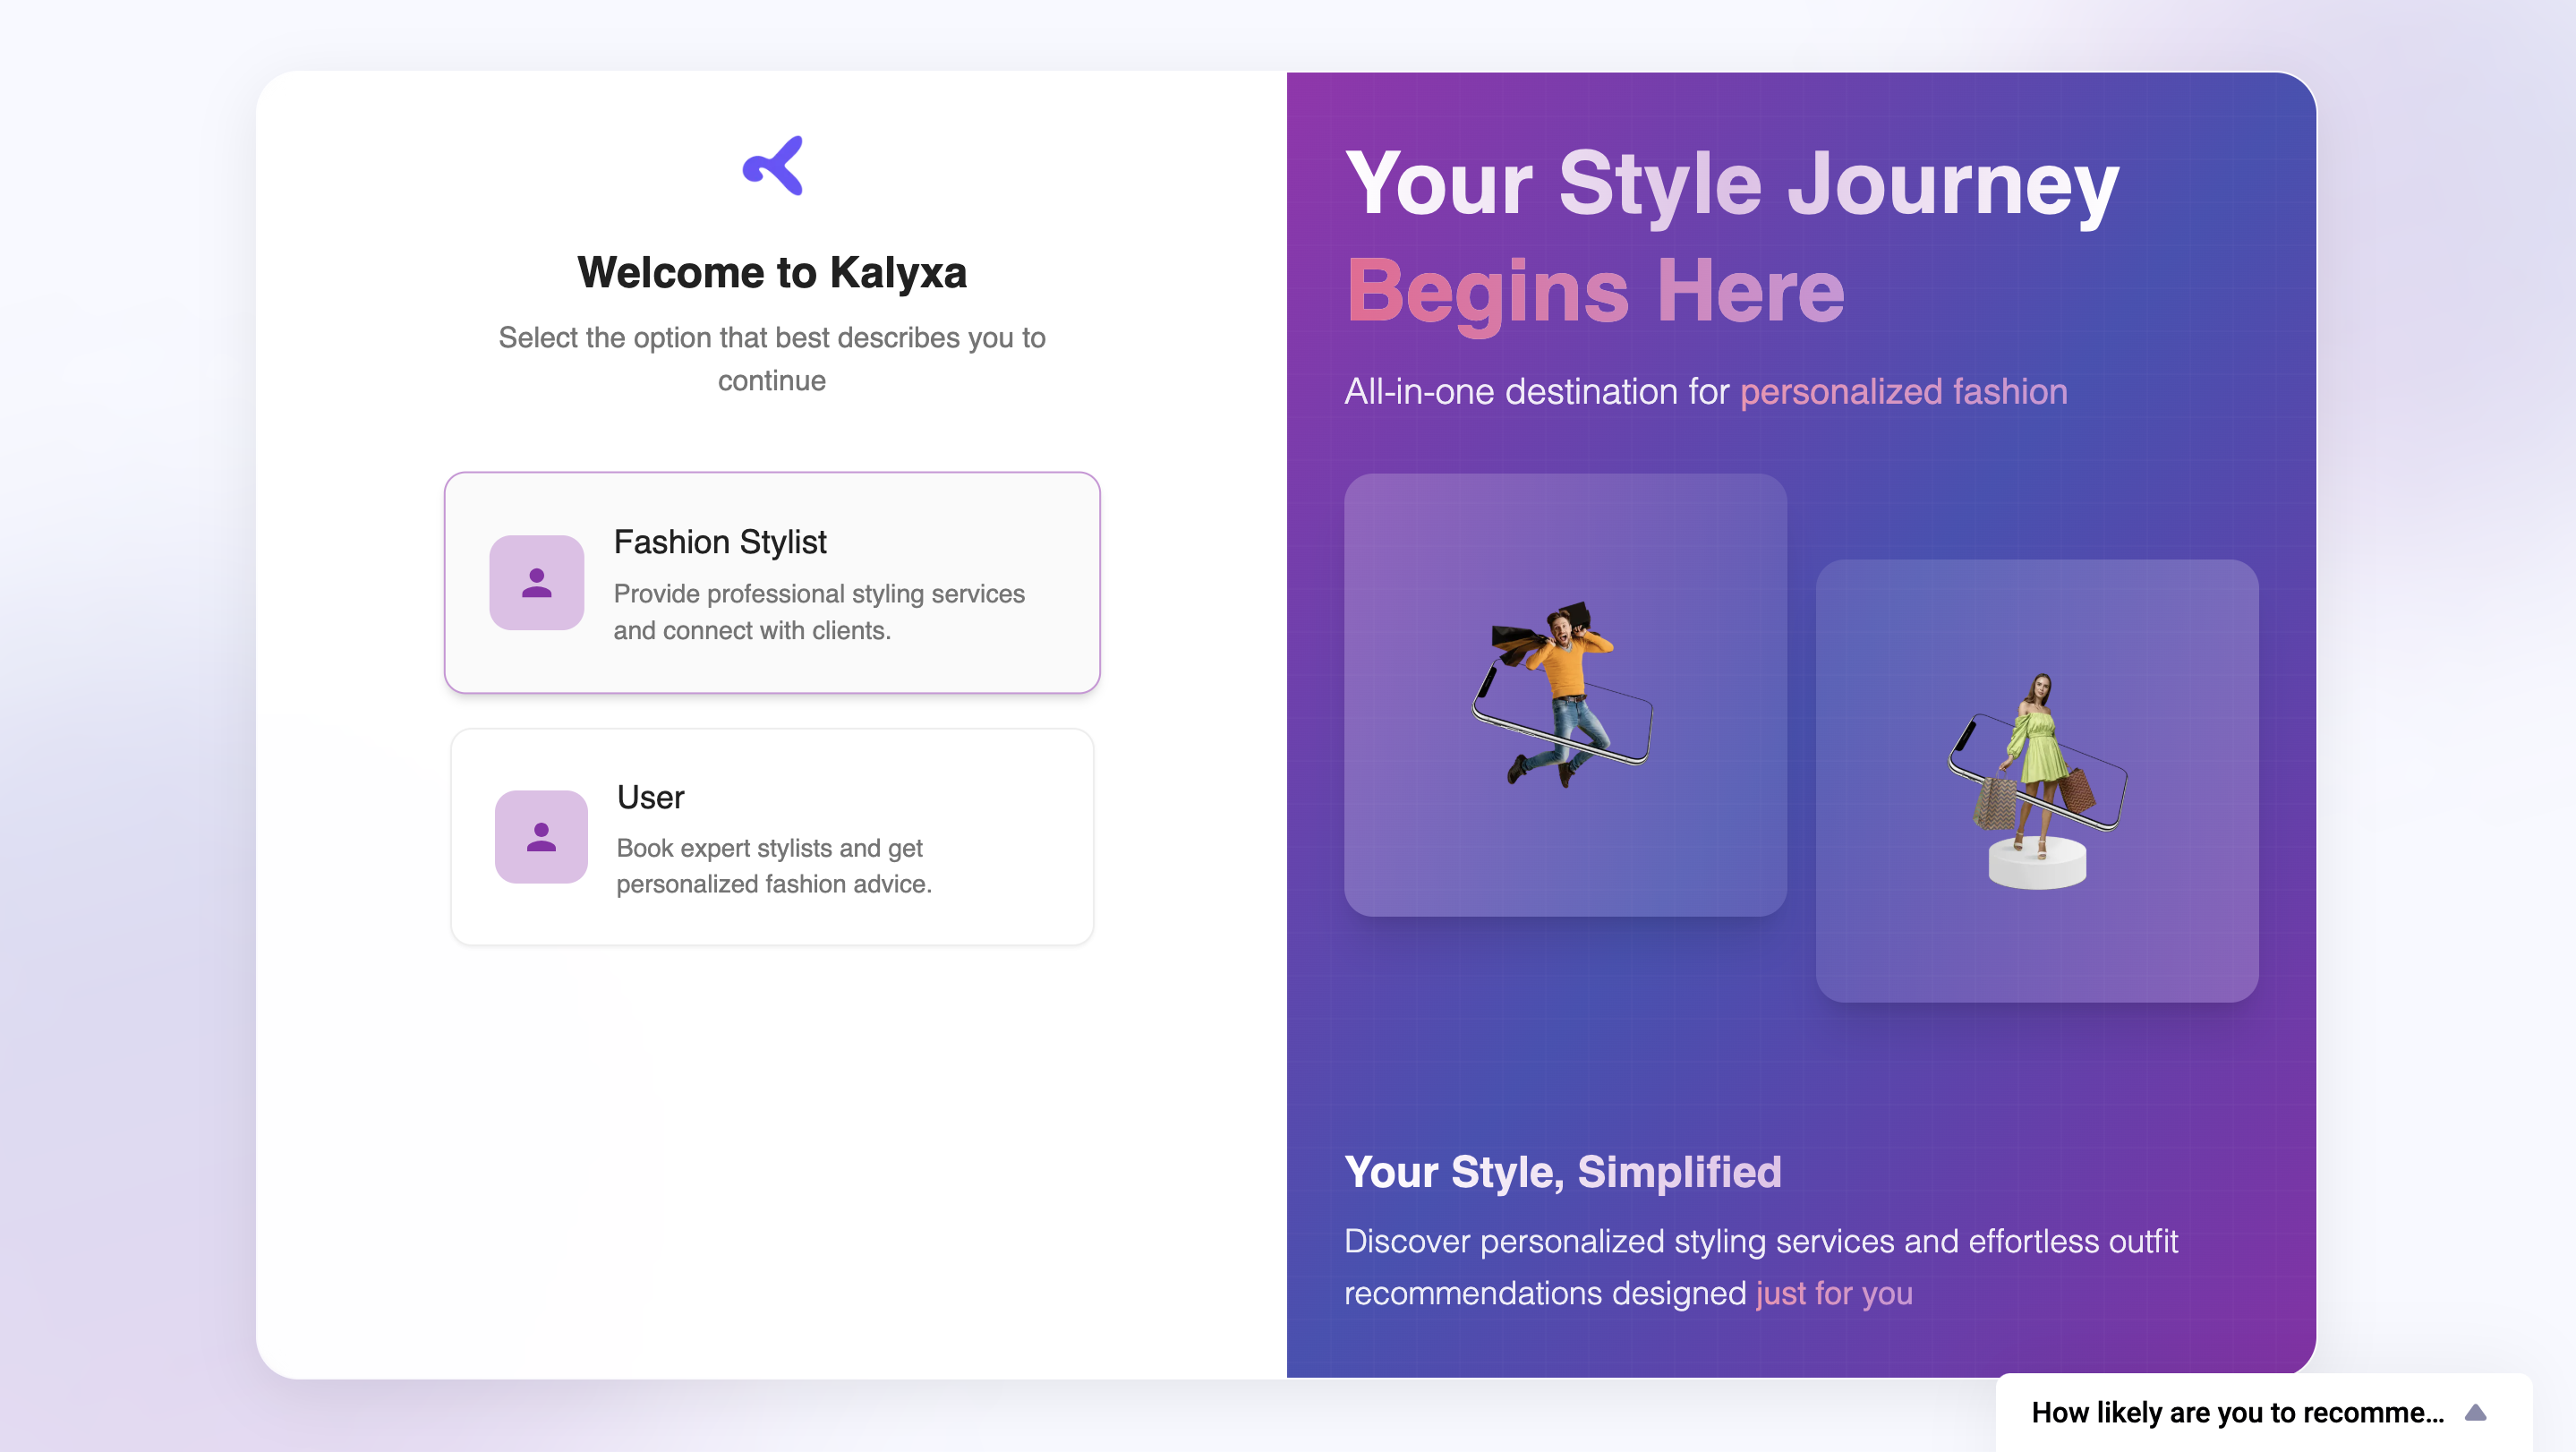 Welcome to Kalyxa
Select the option that best describes you to
continue
Fashion Stylist
Provide professional styling services
and connect with clients.
User
Book expert stylists and get
personalized fashion advice.
Your Style Journey
Begins Here
All-in-one destination for personalized fashion
Your Style, Simplified
Discover personalized styling services and effortless outfit
recommendations designed just for you
How likely are you to recomme...